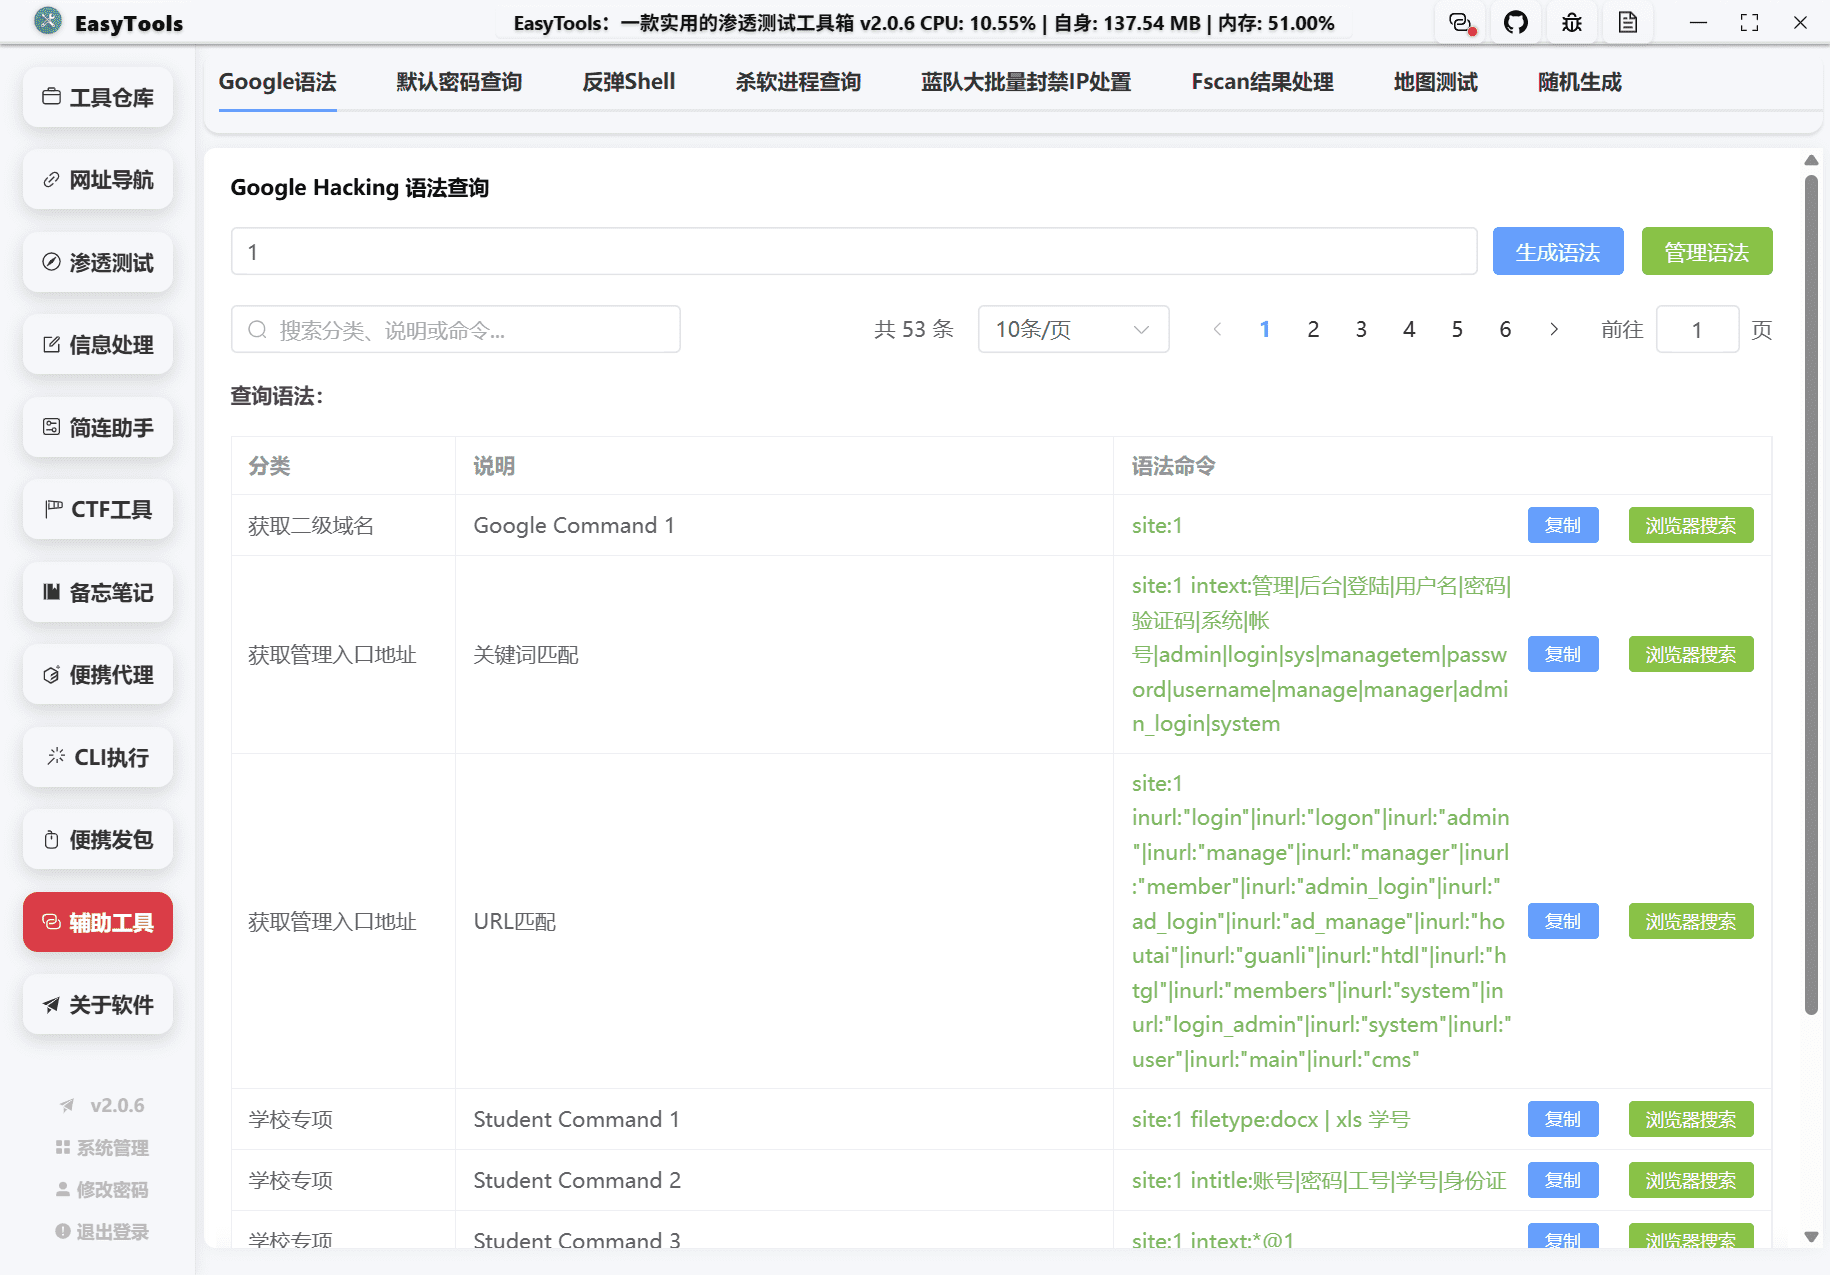 EasyTools
EasyTools：一款实用的渗透测试工具箱 v2.0.6 CPU: 10.55% | 自身: 137.54 MB | 内存: 51.00%
工具仓库
网址导航
渗透测试
信息处理
简连助手
CTF工具
备忘笔记
便携代理
CLI执行
便携发包
辅助工具
关于软件
v2.0.6
系统管理
修改密码
退出登录
Google语法 默认密码查询 反弹Shell 杀软进程查询 蓝队大批量封禁IP处置 Fscan结果处理 地图测试 随机生成
Google Hacking 语法查询
1 生成语法 管理语法
搜索分类、说明或命令... 共 53 条 10条/页 1 2 3 4 5 6 前往 1 页
查询语法：
分类 说明 语法命令
获取二级域名 Google Command 1 site:1 复制 浏览器搜索
site:1 intext:管理|后台|登陆|用户名|密码|
验证码|系统|帐
获取管理入口地址 关键词匹配 号|admin|login|sys|managetem|passw 复制 浏览器搜索
ord|username|manage|manager|admi
n_login|system
site:1
inurl:"login"|inurl:"logon"|inurl:"admin
"|inurl:"manage"|inurl:"manager"|inurl
:"member"|inurl:"admin_login"|inurl:"
获取管理入口地址 URL匹配 ad_login"|inurl:"ad_manage"|inurl:"ho 复制 浏览器搜索
utai"|inurl:"guanli"|inurl:"htdl"|inurl:"h
tgl"|inurl:"members"|inurl:"system"|in
url:"login_admin"|inurl:"system"|inurl:"
user"|inurl:"main"|inurl:"cms"
学校专项 Student Command 1 site:1 filetype:docx | xls 学号 复制 浏览器搜索
学校专项 Student Command 2 site:1 intitle:账号|密码|工号|学号|身份证 复制 浏览器搜索
学校专项 Student Command 3 site:1 intext:*@1 复制 浏览器搜索